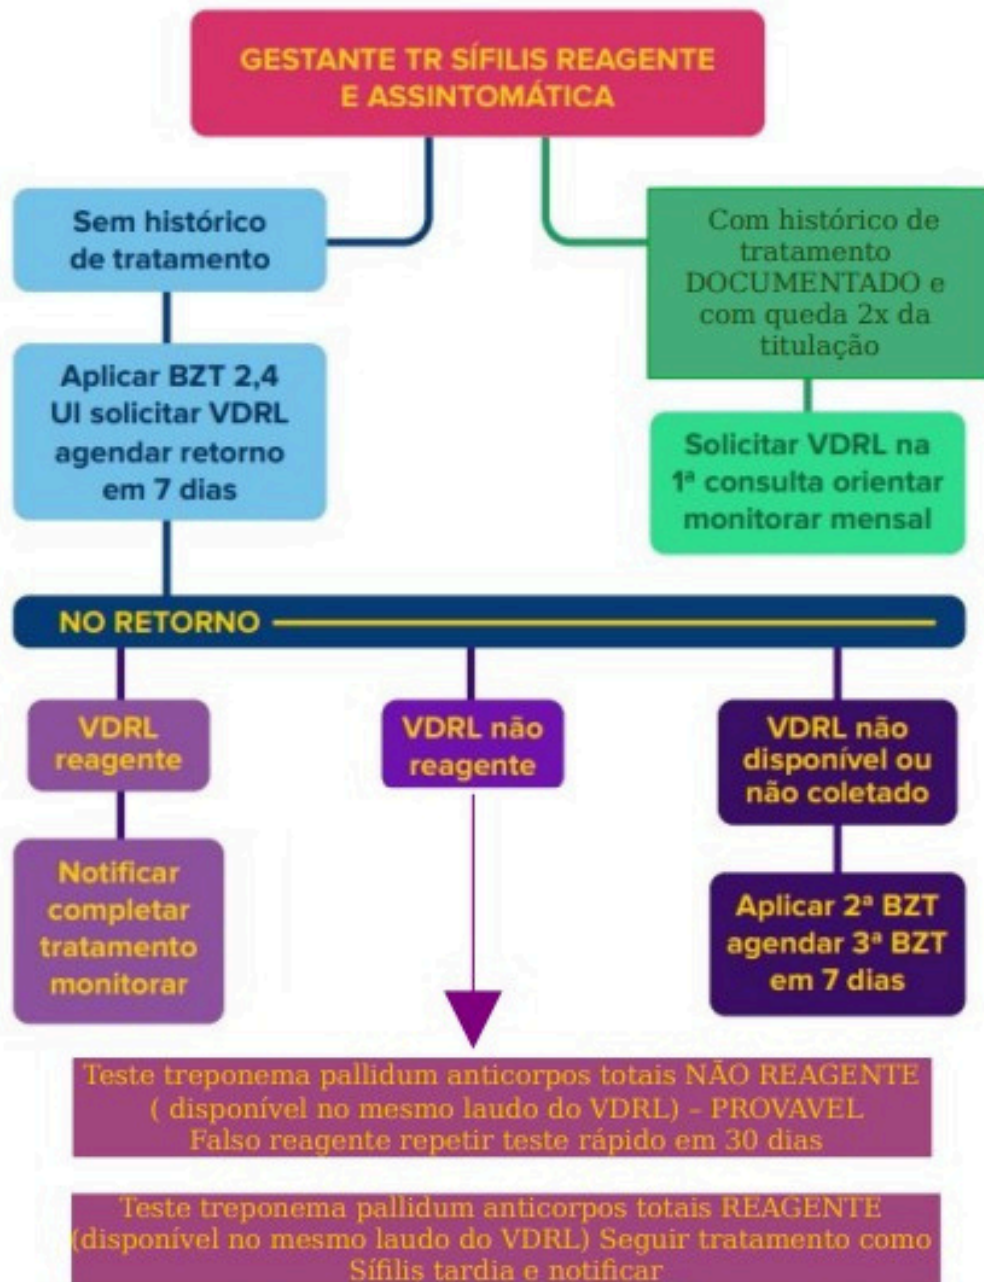 GESTANTE TR SÍFILIS REAGENTE
E ASSINTOMÁTICA
Sem histórico
de tratamento
Com histórico de
tratamento
DOCUMENTADO e
com queda 2x da
titulação
Aplicar BZT 2,4
UI solicitar VDRL
agendar retorno
em 7 dias
Solicitar VDRL na
1ª consulta orientar
monitorar mensal
NO RETORNO
VDRL
reagente
VDRL não
reagente
VDRL não
disponível ou
não coletado
Notificar
completar
tratamento
monitorar
Aplicar 2ª BZT
agendar 3ª BZT
em 7 dias
Teste treponema pallidum anticorpos totais NÃO REAGENTE
( disponível no mesmo laudo do VDRL) – PROVAVEL
Falso reagente repetir teste rápido em 30 dias
Teste treponema pallidum anticorpos totais REAGENTE
(disponível no mesmo laudo do VDRL) Seguir tratamento como
Sífilis tardia e notificar